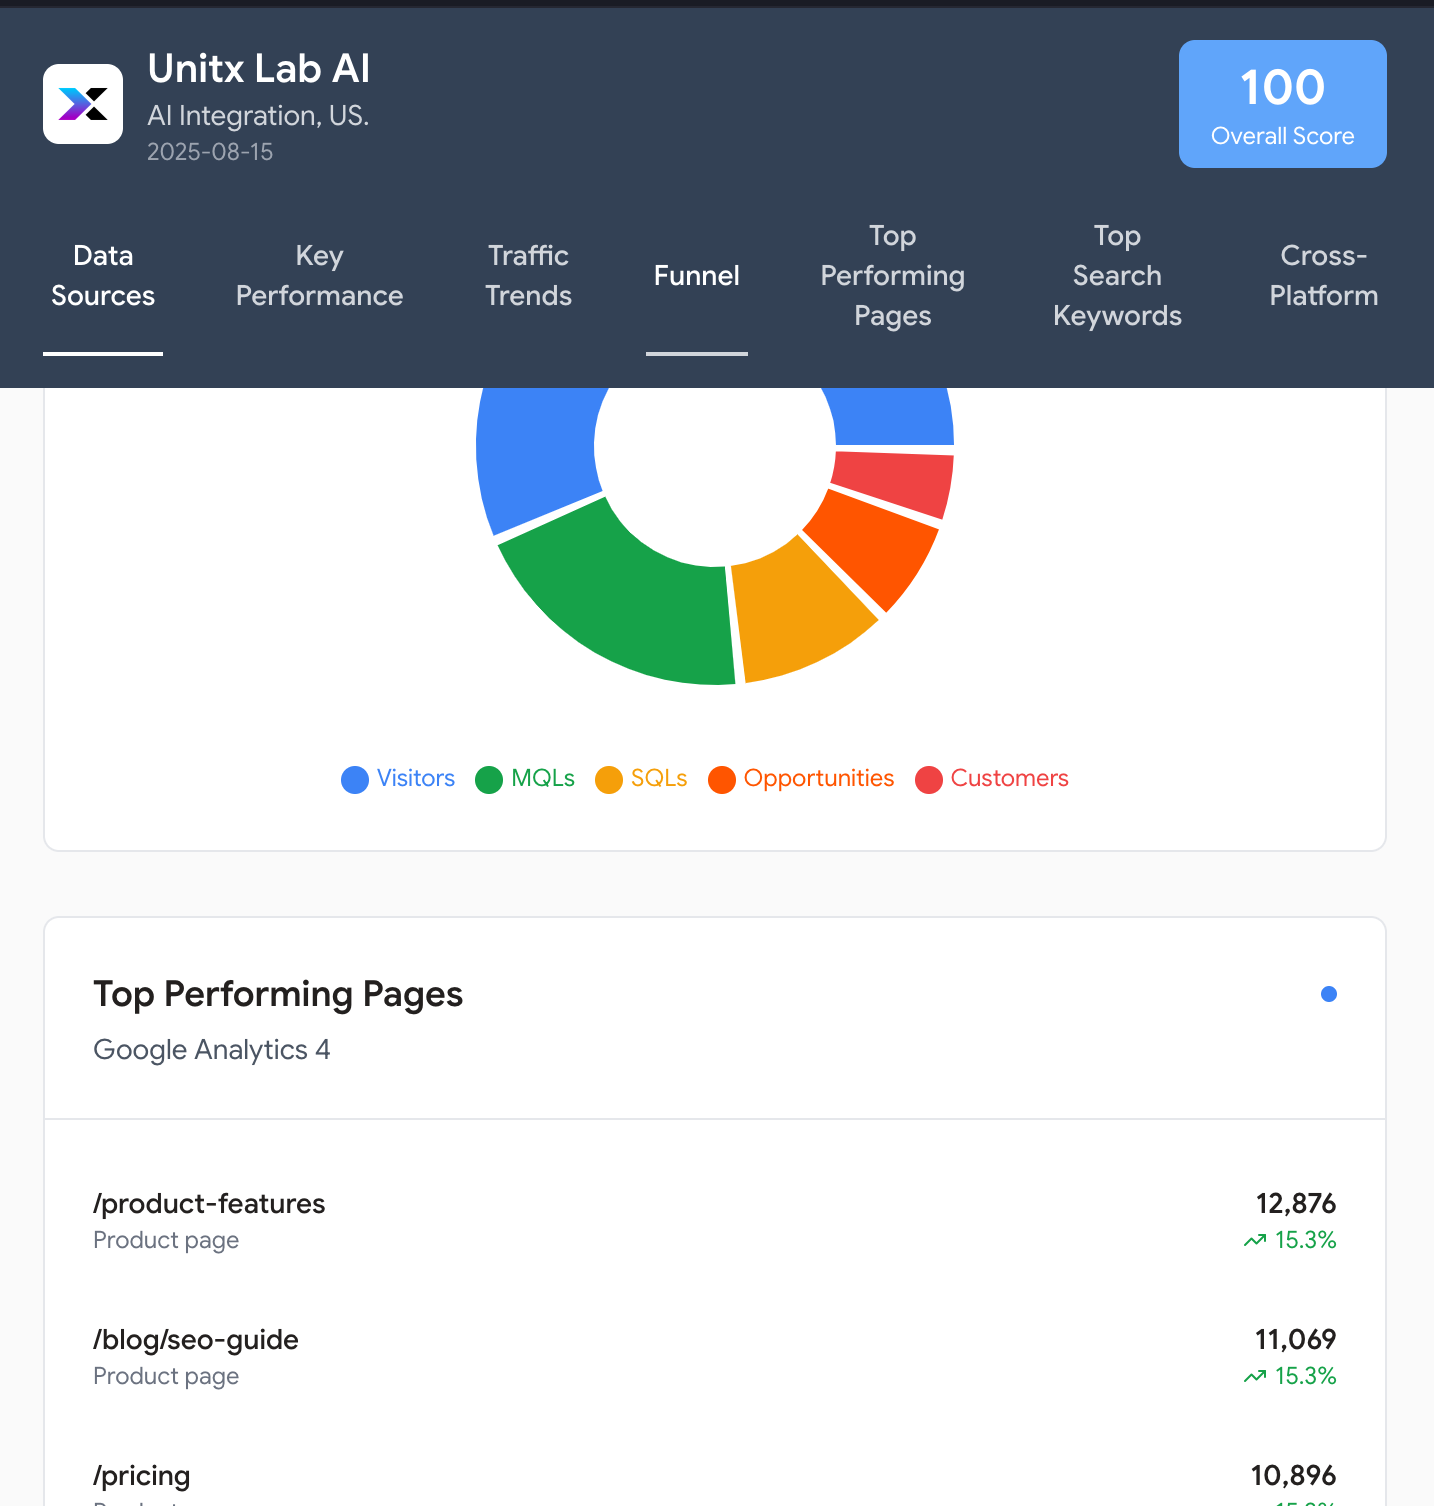 Unitx Lab AI
AI Integration, US.
2025-08-15
100
Overall Score
Data
Sources
Key
Performance
Traffic
Trends
Funnel
Top
Performing
Pages
Top
Search
Keywords
Cross-
Platform
Visitors
MQLs
SQLs
Opportunities
Customers
Top Performing Pages
Google Analytics 4
/product-features
12,876
Product page
15.3%
/blog/seo-guide
11,069
Product page
15.3%
/pricing
10,896